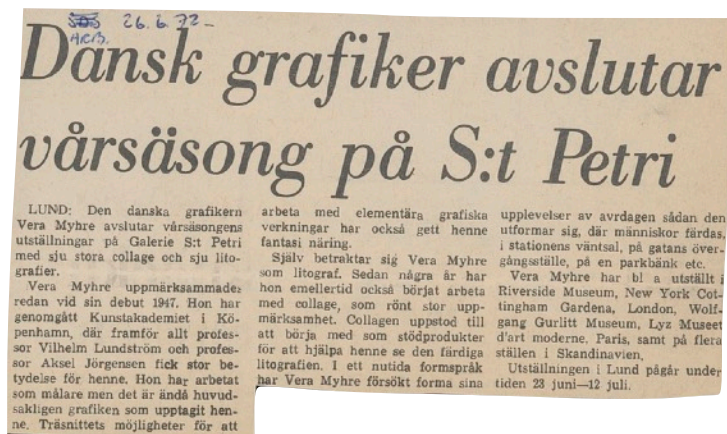 SDS 26.6.72-
ARB.
Dansk grafiker avslutar
vårsäsong på S:t Petri
LUND: Den danska grafikern
Vera Myhre avslutar vårsäsongens
utställningar på Galerie S:t Petri
med sju stora collage och sju lito-
grafier.
Vera Myhre uppmärksammades
redan vid sin debut 1947. Hon har
genomgått Kunstakademiet i Kö-
penhamn, där framför allt profes-
sor Vilhelm Lundström och profes-
sor Aksel Jörgensen fick stor be-
tydelse för henne. Hon har arbetat
som målare men det är ändå huvud-
sakligen grafiken som upptagit hen-
ne. Träsnittets möjligheter för att
arbeta med elementära grafiska
verkningar har också gett henne
fantasi näring.
Själv betraktar sig Vera Myhre
som litograf. Sedan några år har
hon emellertid också börjat arbeta
med collage, som rönt stor upp-
märksamhet. Collagen uppstod till
att börja med som stödprodukter
för att hjälpa henne se den färdiga
litografien. I ett nutida formspråk
har Vera Myhre försökt forma sina
upplevelser av avrdagen sådan den
utformar sig, där människor färdas,
i stationens väntsal, på gatans över-
gångsställe, på en parkbänk etc.
Vera Myhre har bl a utställt i
Riverside Museum, New York Cot-
tingham Gardena, London, Wolf-
gang Gurlitt Museum, Lyz Museet
d'art moderne, Paris, samt på flera
ställen i Skandinavien.
Utställningen i Lund pågår under
tiden 23 juni—12 juli.